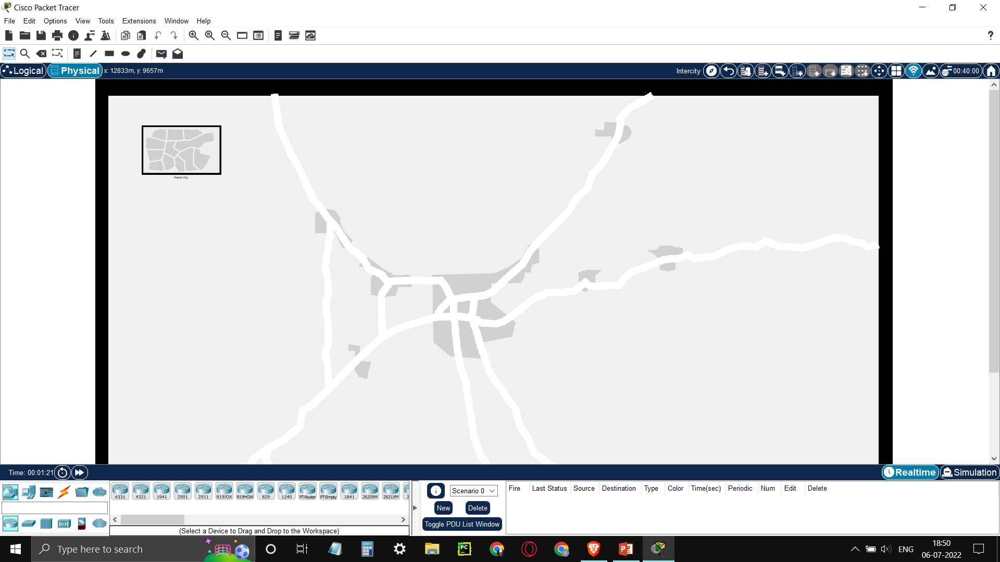 Cisco Packet Tracer
File Edit Options View Tools Extensions Window Help
Logical Physical x: 12833m, y: 9657m Intercity 00:40:00
Home City
Time: 00:01:21 Realtime Simulation
4331 4321 1941 2901 2911 819IOX 819HGW 829 1240 PT-Router PT-Empty 1841 2620XM 2621XM 2
(Select a Device to Drag and Drop to the Workspace)
Scenario 0
New Delete
Toggle PDU List Window
Fire Last Status Source Destination Type Color Time(sec) Periodic Num Edit Delete
Type here to search
ENG
18:50
06-07-2022